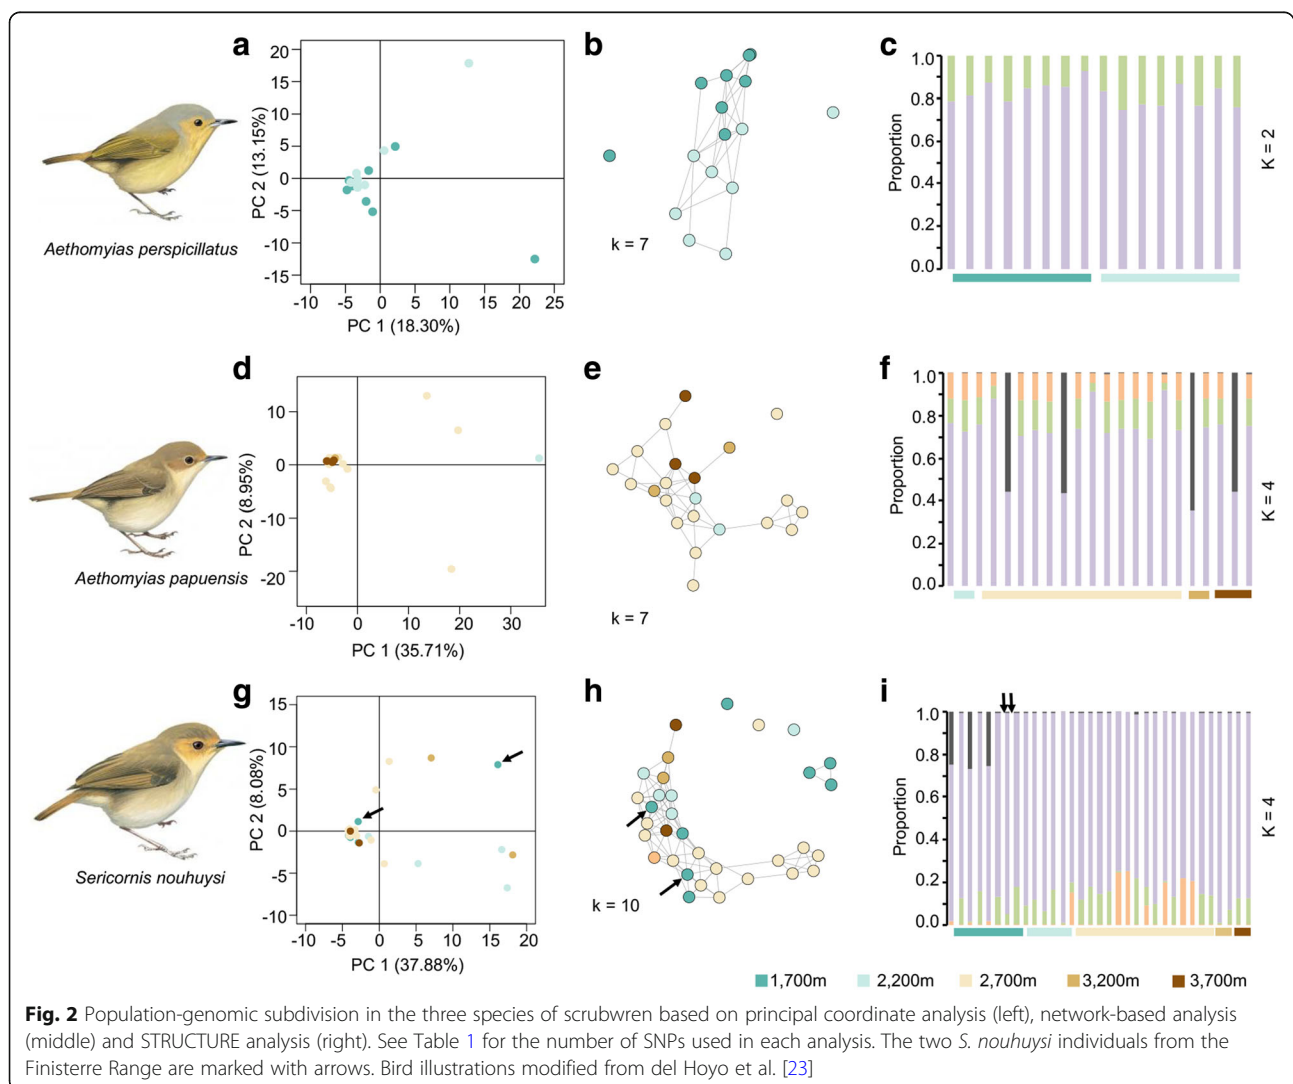 a
b
c
20
15
10
5
0
-5
-10
-15
PC 2 (13.15%)
-10 -5 0 5 10 15 20 25
PC 1 (18.30%)
Aethomyias perspicillatus
k = 7
1.0
0.8
0.6
0.4
0.2
0.0
Proportion
K = 2
d
e
f
10
0
-10
-20
PC 2 (8.95%)
-10 0 10 20 30
PC 1 (35.71%)
Aethomyias papuensis
k = 7
1.0
0.8
0.6
0.4
0.2
0.0
Proportion
K = 4
g
h
i
15
10
5
0
-5
-10
PC 2 (8.08%)
-10 -5 0 5 10 15 20
PC 1 (37.88%)
Sericornis nouhuysi
k = 10
1.0
0.8
0.6
0.4
0.2
0.0
Proportion
K = 4
1,700m 2,200m 2,700m 3,200m 3,700m
Fig. 2 Population-genomic subdivision in the three species of scrubwren based on principal coordinate analysis (left), network-based analysis
(middle) and STRUCTURE analysis (right). See Table 1 for the number of SNPs used in each analysis. The two S. nouhuysi individuals from the
Finisterre Range are marked with arrows. Bird illustrations modified from del Hoyo et al. [23]